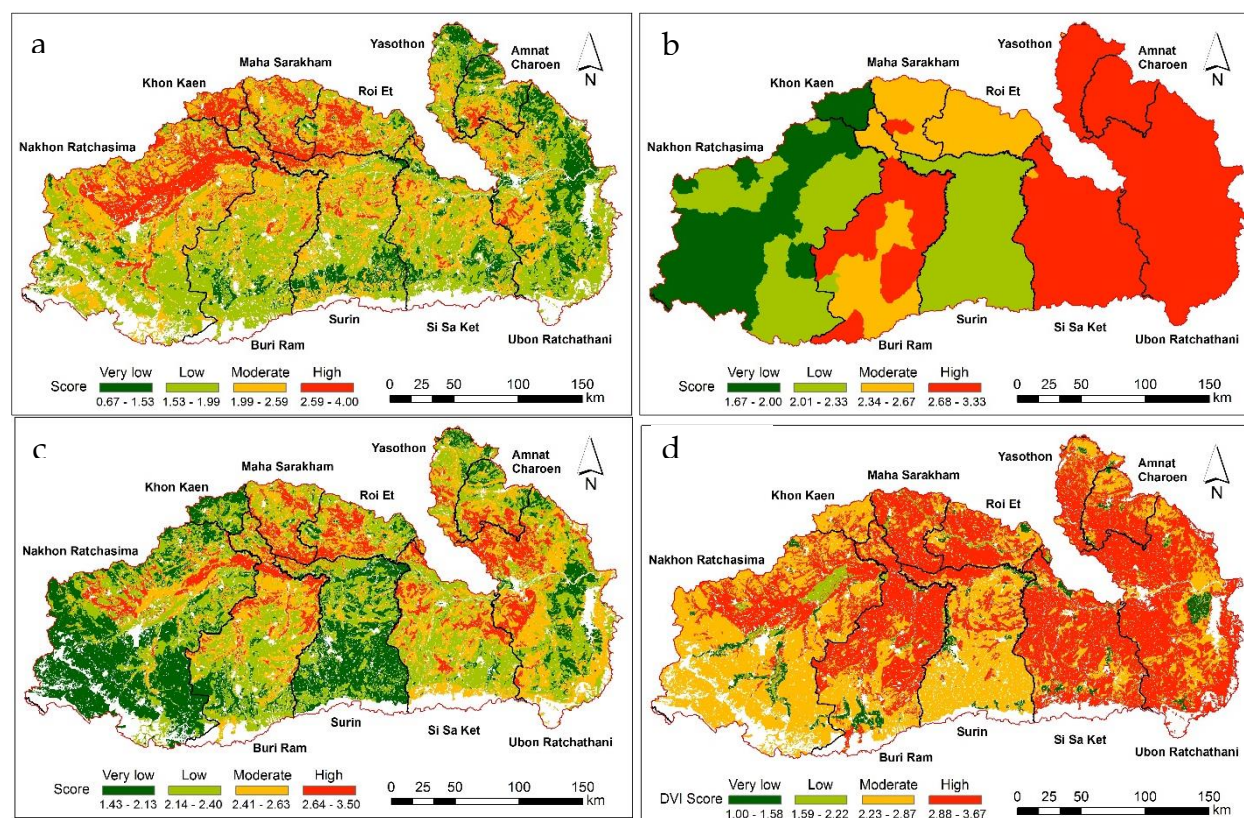 a
Yasothon
Amnat
Charoen
Maha Sarakham
Khon Kaen
Roi Et
N
Nakhon Ratchasima
Surin
Si Sa Ket
Buri Ram
Ubon Ratchathani
Very low Low Moderate High
Score
0.67 - 1.53 1.53 - 1.99 1.99 - 2.59 2.59 - 4.00
0 25 50 100 150
km
b
Yasothon
Amnat
Charoen
Maha Sarakham
Khon Kaen
Roi Et
N
Nakhon Ratchasima
Surin
Si Sa Ket
Buri Ram
Ubon Ratchathani
Very low Low Moderate High
Score
1.67 - 2.00 2.01 - 2.33 2.34 - 2.67 2.68 - 3.33
0 25 50 100 150
km
c
Yasothon
Amnat
Charoen
Maha Sarakham
Khon Kaen
Roi Et
N
Nakhon Ratchasima
Surin
Si Sa Ket
Buri Ram
Ubon Ratchathani
Very low Low Moderate High
Score
1.43 - 2.13 2.14 - 2.40 2.41 - 2.63 2.64 - 3.50
0 25 50 100 150
km
d
Yasothon
Amnat
Charoen
Maha Sarakham
Khon Kaen
Roi Et
N
Nakhon Ratchasima
Surin
Si Sa Ket
Buri Ram
Ubon Ratchathani
Very low Low Moderate High
DVI Score
1.00 - 1.58 1.59 - 2.22 2.23 - 2.87 2.88 - 3.67
0 25 50 100 150
km